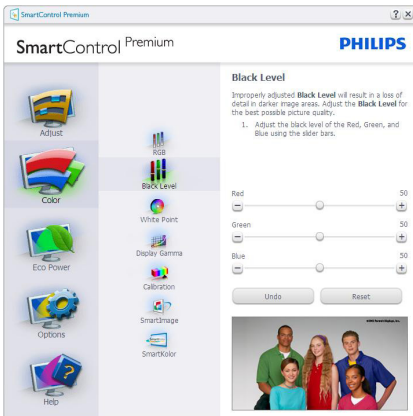 SmartControl Premium
SmartControl Premium
PHILIPS
Adjust
Color
Eco Power
Options
Help
RGB
Black Level
White Point
Display Gamma
Calibration
SmartImage
SmartKolor
Black Level
Improperly adjusted Black Level will result in a loss of
detail in darker image areas. Adjust the Black Level for
the best possible picture quality.
1. Adjust the black level of the Red, Green, and
Blue using the slider bars.
Red 50
Green 50
Blue 50
Undo Reset